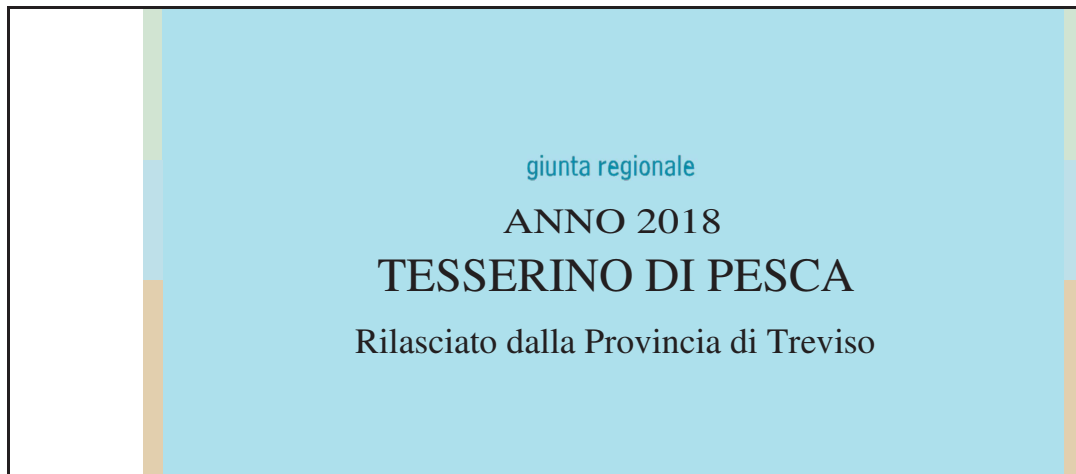 giunta regionale
ANNO 2018
TESSERINO DI PESCA
Rilasciato dalla Provincia di Treviso